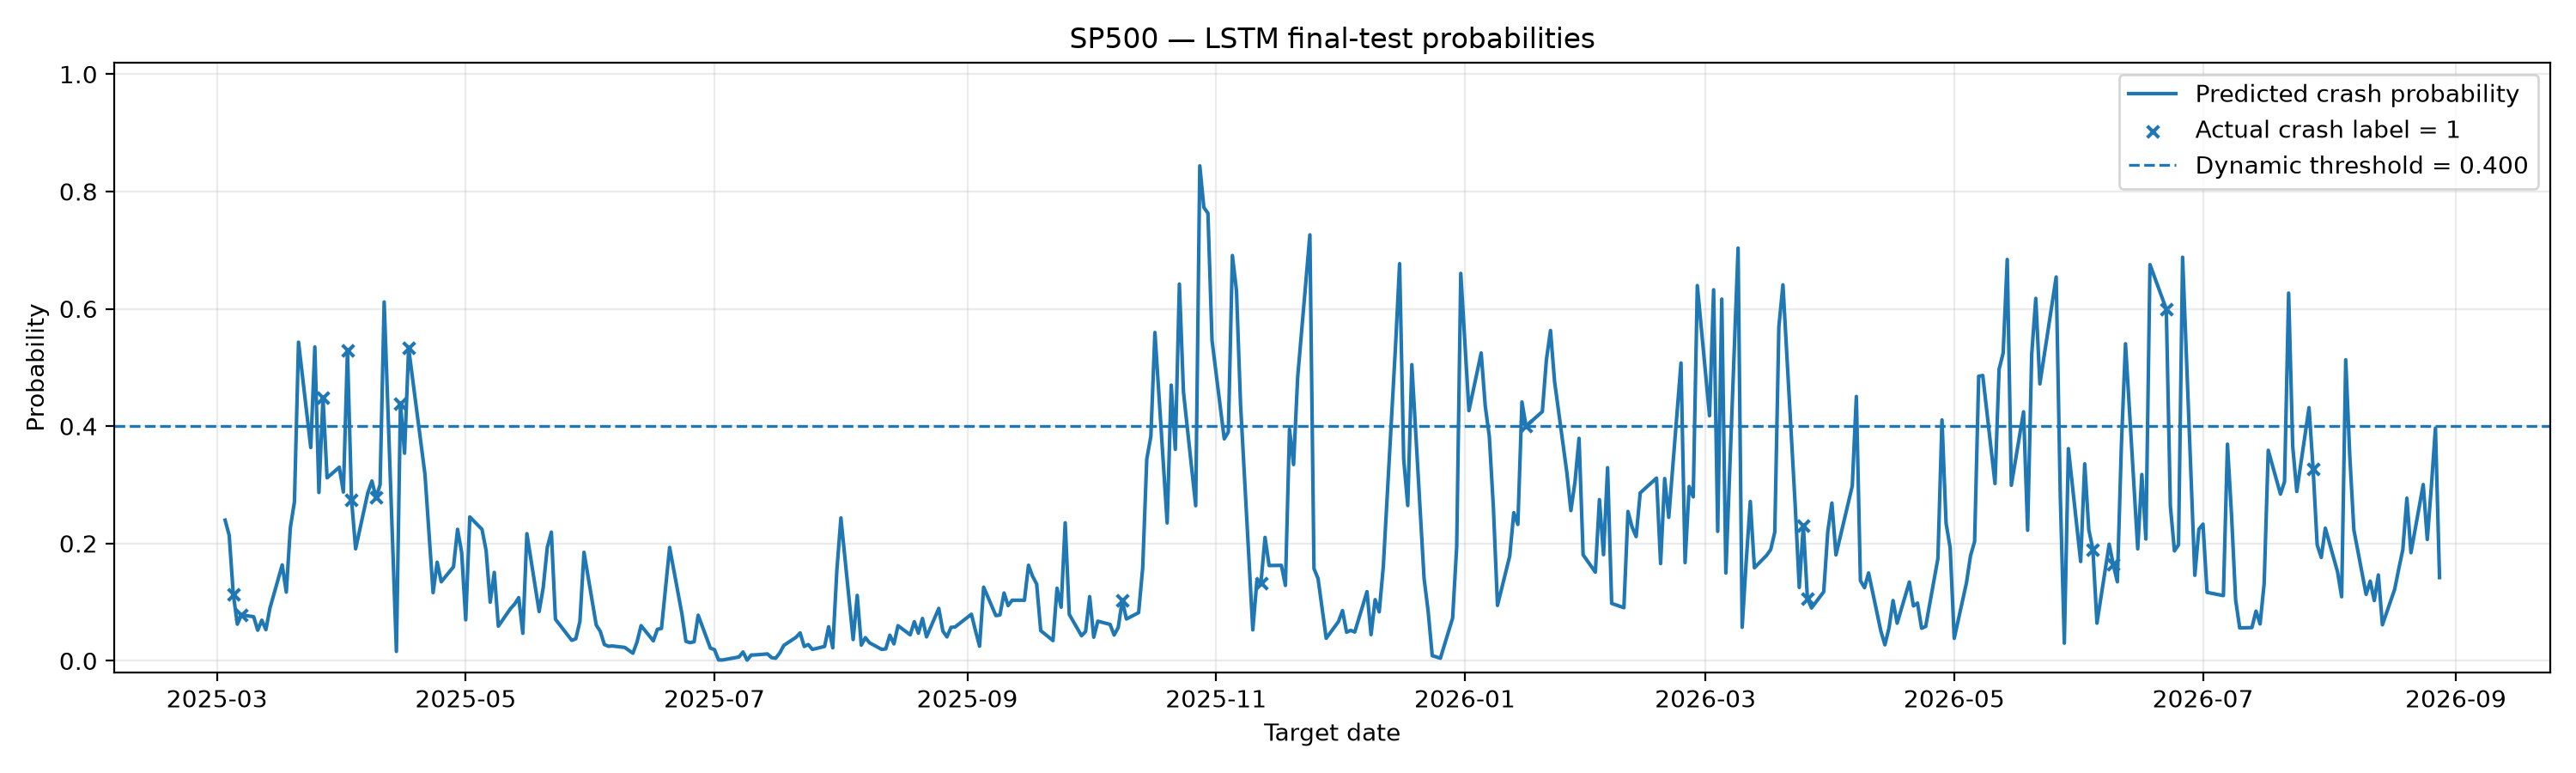 SP500 — LSTM final-test probabilities
Predicted crash probability
Actual crash label = 1
Dynamic threshold = 0.400
Probability
1.0
0.8
0.6
0.4
0.2
0.0
2025-03 2025-05 2025-07 2025-09 2025-11 2026-01 2026-03 2026-05 2026-07 2026-09
Target date